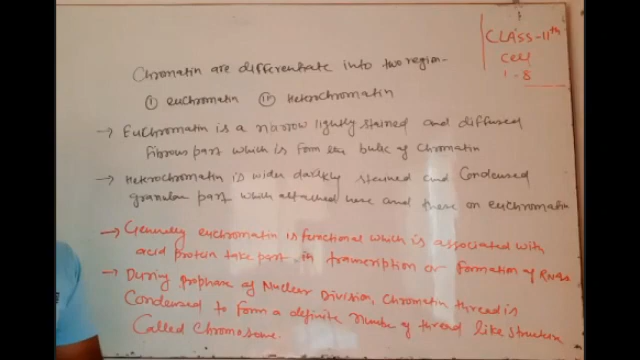 CLASS-11th
Cell
1-8
Chromatin are differentiate into two region-
(i) euchromatin (ii) Heterochromatin
→ Euchromatin is a narrow lightly stained and diffused
fibrous part which is form the bulk of chromatin
→ Heterochromatin is wider darkly stained and Condensed
granular part which attached here and there on euchromatin
→ Generally euchromatin is functional which is associated with
acid protein take part in transcription or formation of RNAs
→ During prophase of Nuclear Division, Chromatin thread is
Condensed to form a definite number of thread like structure
Called Chromosome.